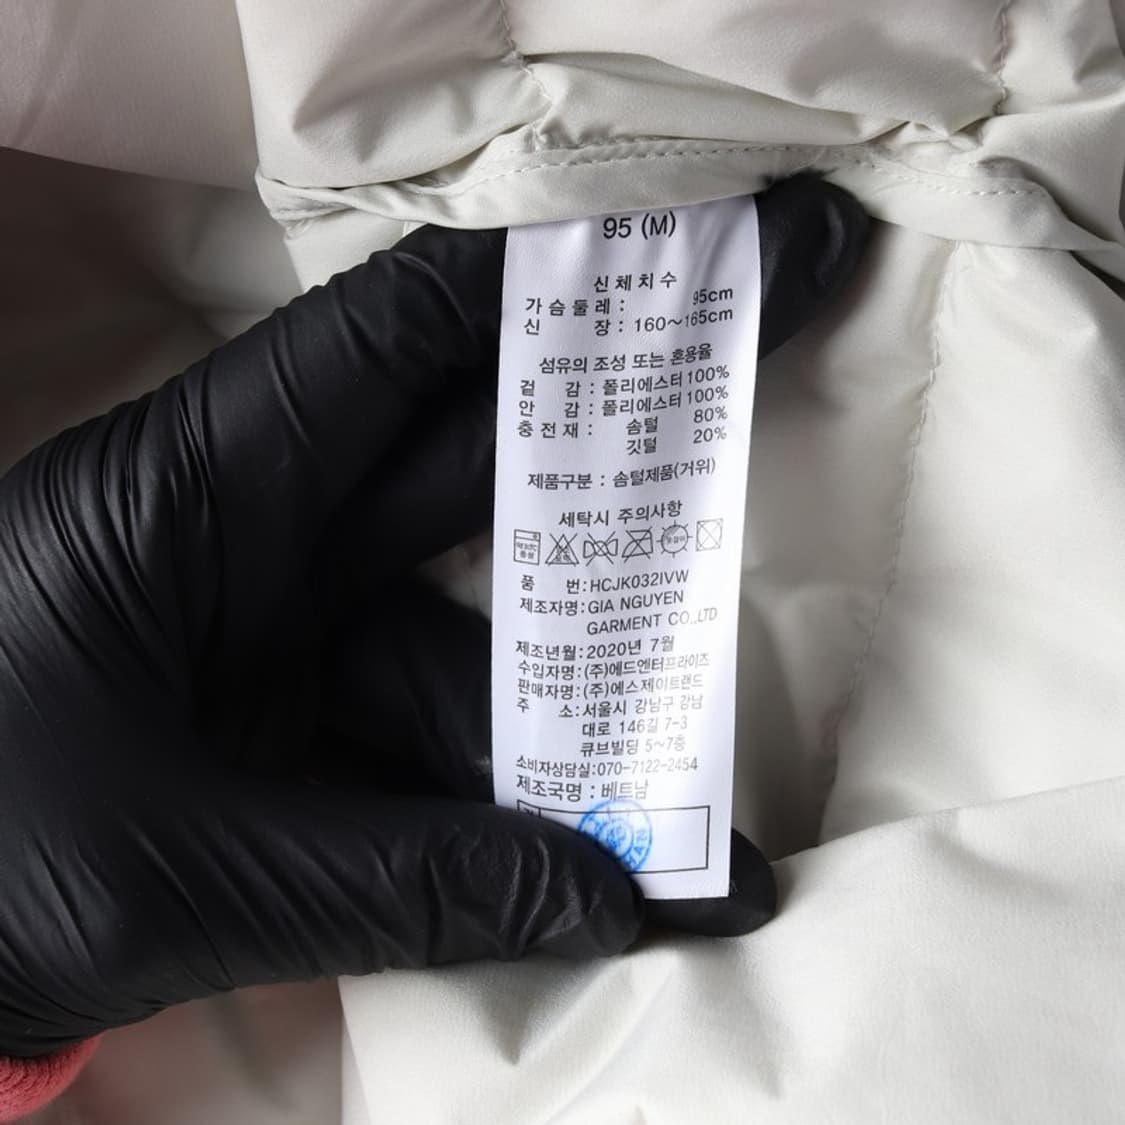 95 (M)
신체치수
가슴둘레 : 95cm
신 장 : 160~165cm
섬유의 조성 또는 혼용율
겉 감 : 폴리에스터 100%
안 감 : 폴리에스터 100%
충전재 : 솜털 80%
깃털 20%
제품구분 : 솜털제품(거위)
세탁시 주의사항
품 번:HCJK032IVW
제조자명:GIA NGUYEN
GARMENT CO.,LTD
제조년월:2020년 7월
수입자명:(주)에드엔터프라이즈
판매자명:(주)에스제이트랜드
주 소:서울시 강남구 강남
대로 146길 7-3
큐브빌딩 5~7층
소비자상담실:070-7122-2454
제조국명 : 베트남